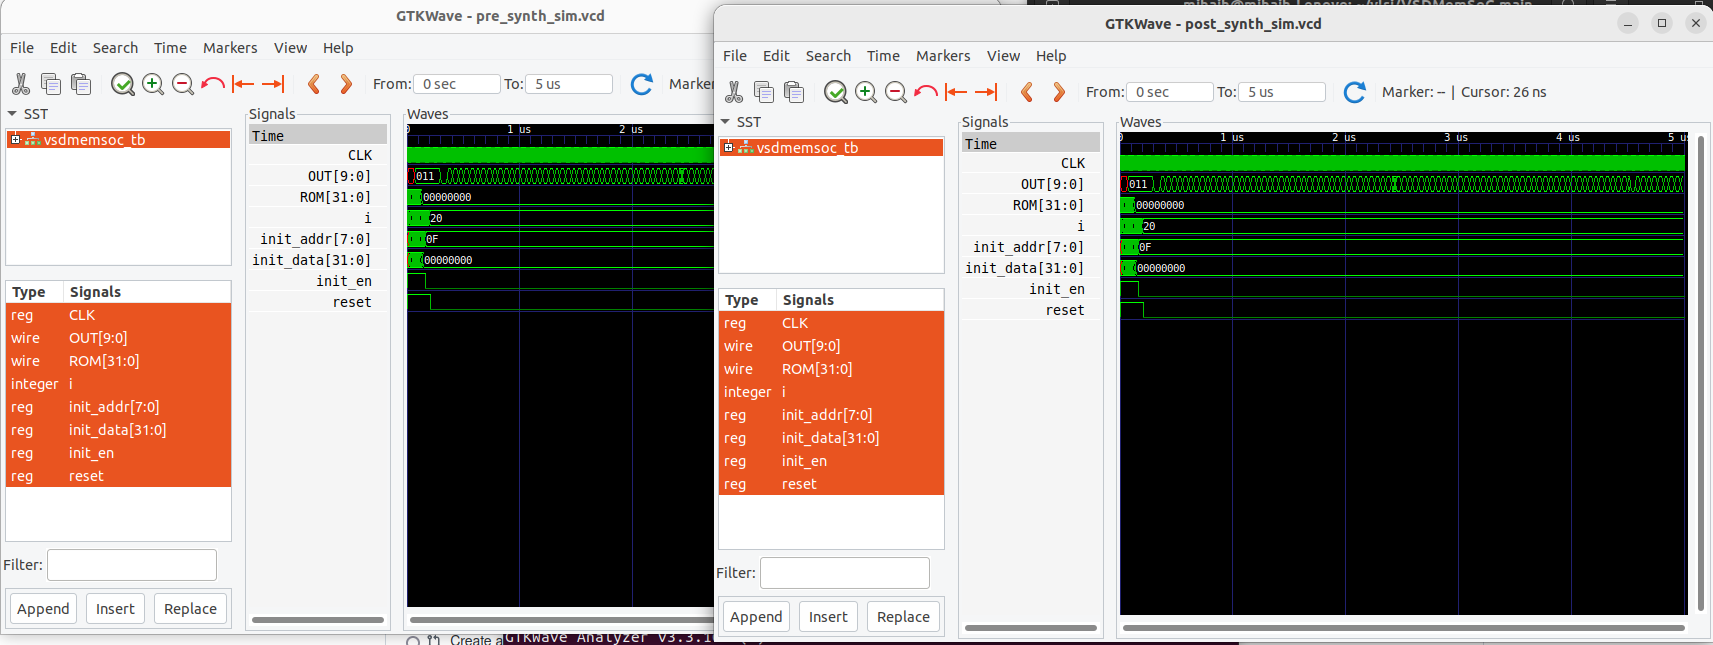 GTKWave - pre_synth_sim.vcd
File Edit Search Time Markers View Help
From: 0 sec To: 5 us Marker
SST
vsdmemsoc_tb
Type Signals
reg CLK
wire OUT[9:0]
wire ROM[31:0]
integer i
reg init_addr[7:0]
reg init_data[31:0]
reg init_en
reg reset
Filter:
Append Insert Replace
Signals
Time
CLK
OUT[9:0]
ROM[31:0]
i
init_addr[7:0]
init_data[31:0]
init_en
reset
Waves
0 1 us 2 us
011
00000000
20
0F
00000000
Create a
GTKWave Analyzer v3.3.1
GTKWave - post_synth_sim.vcd
File Edit Search Time Markers View Help
From: 0 sec To: 5 us Marker: -- | Cursor: 26 ns
SST
vsdmemsoc_tb
Type Signals
reg CLK
wire OUT[9:0]
wire ROM[31:0]
integer i
reg init_addr[7:0]
reg init_data[31:0]
reg init_en
reg reset
Filter:
Append Insert Replace
Signals
Time
CLK
OUT[9:0]
ROM[31:0]
i
init_addr[7:0]
init_data[31:0]
init_en
reset
Waves
0 1 us 2 us 3 us 4 us 5 u
011
00000000
20
0F
00000000